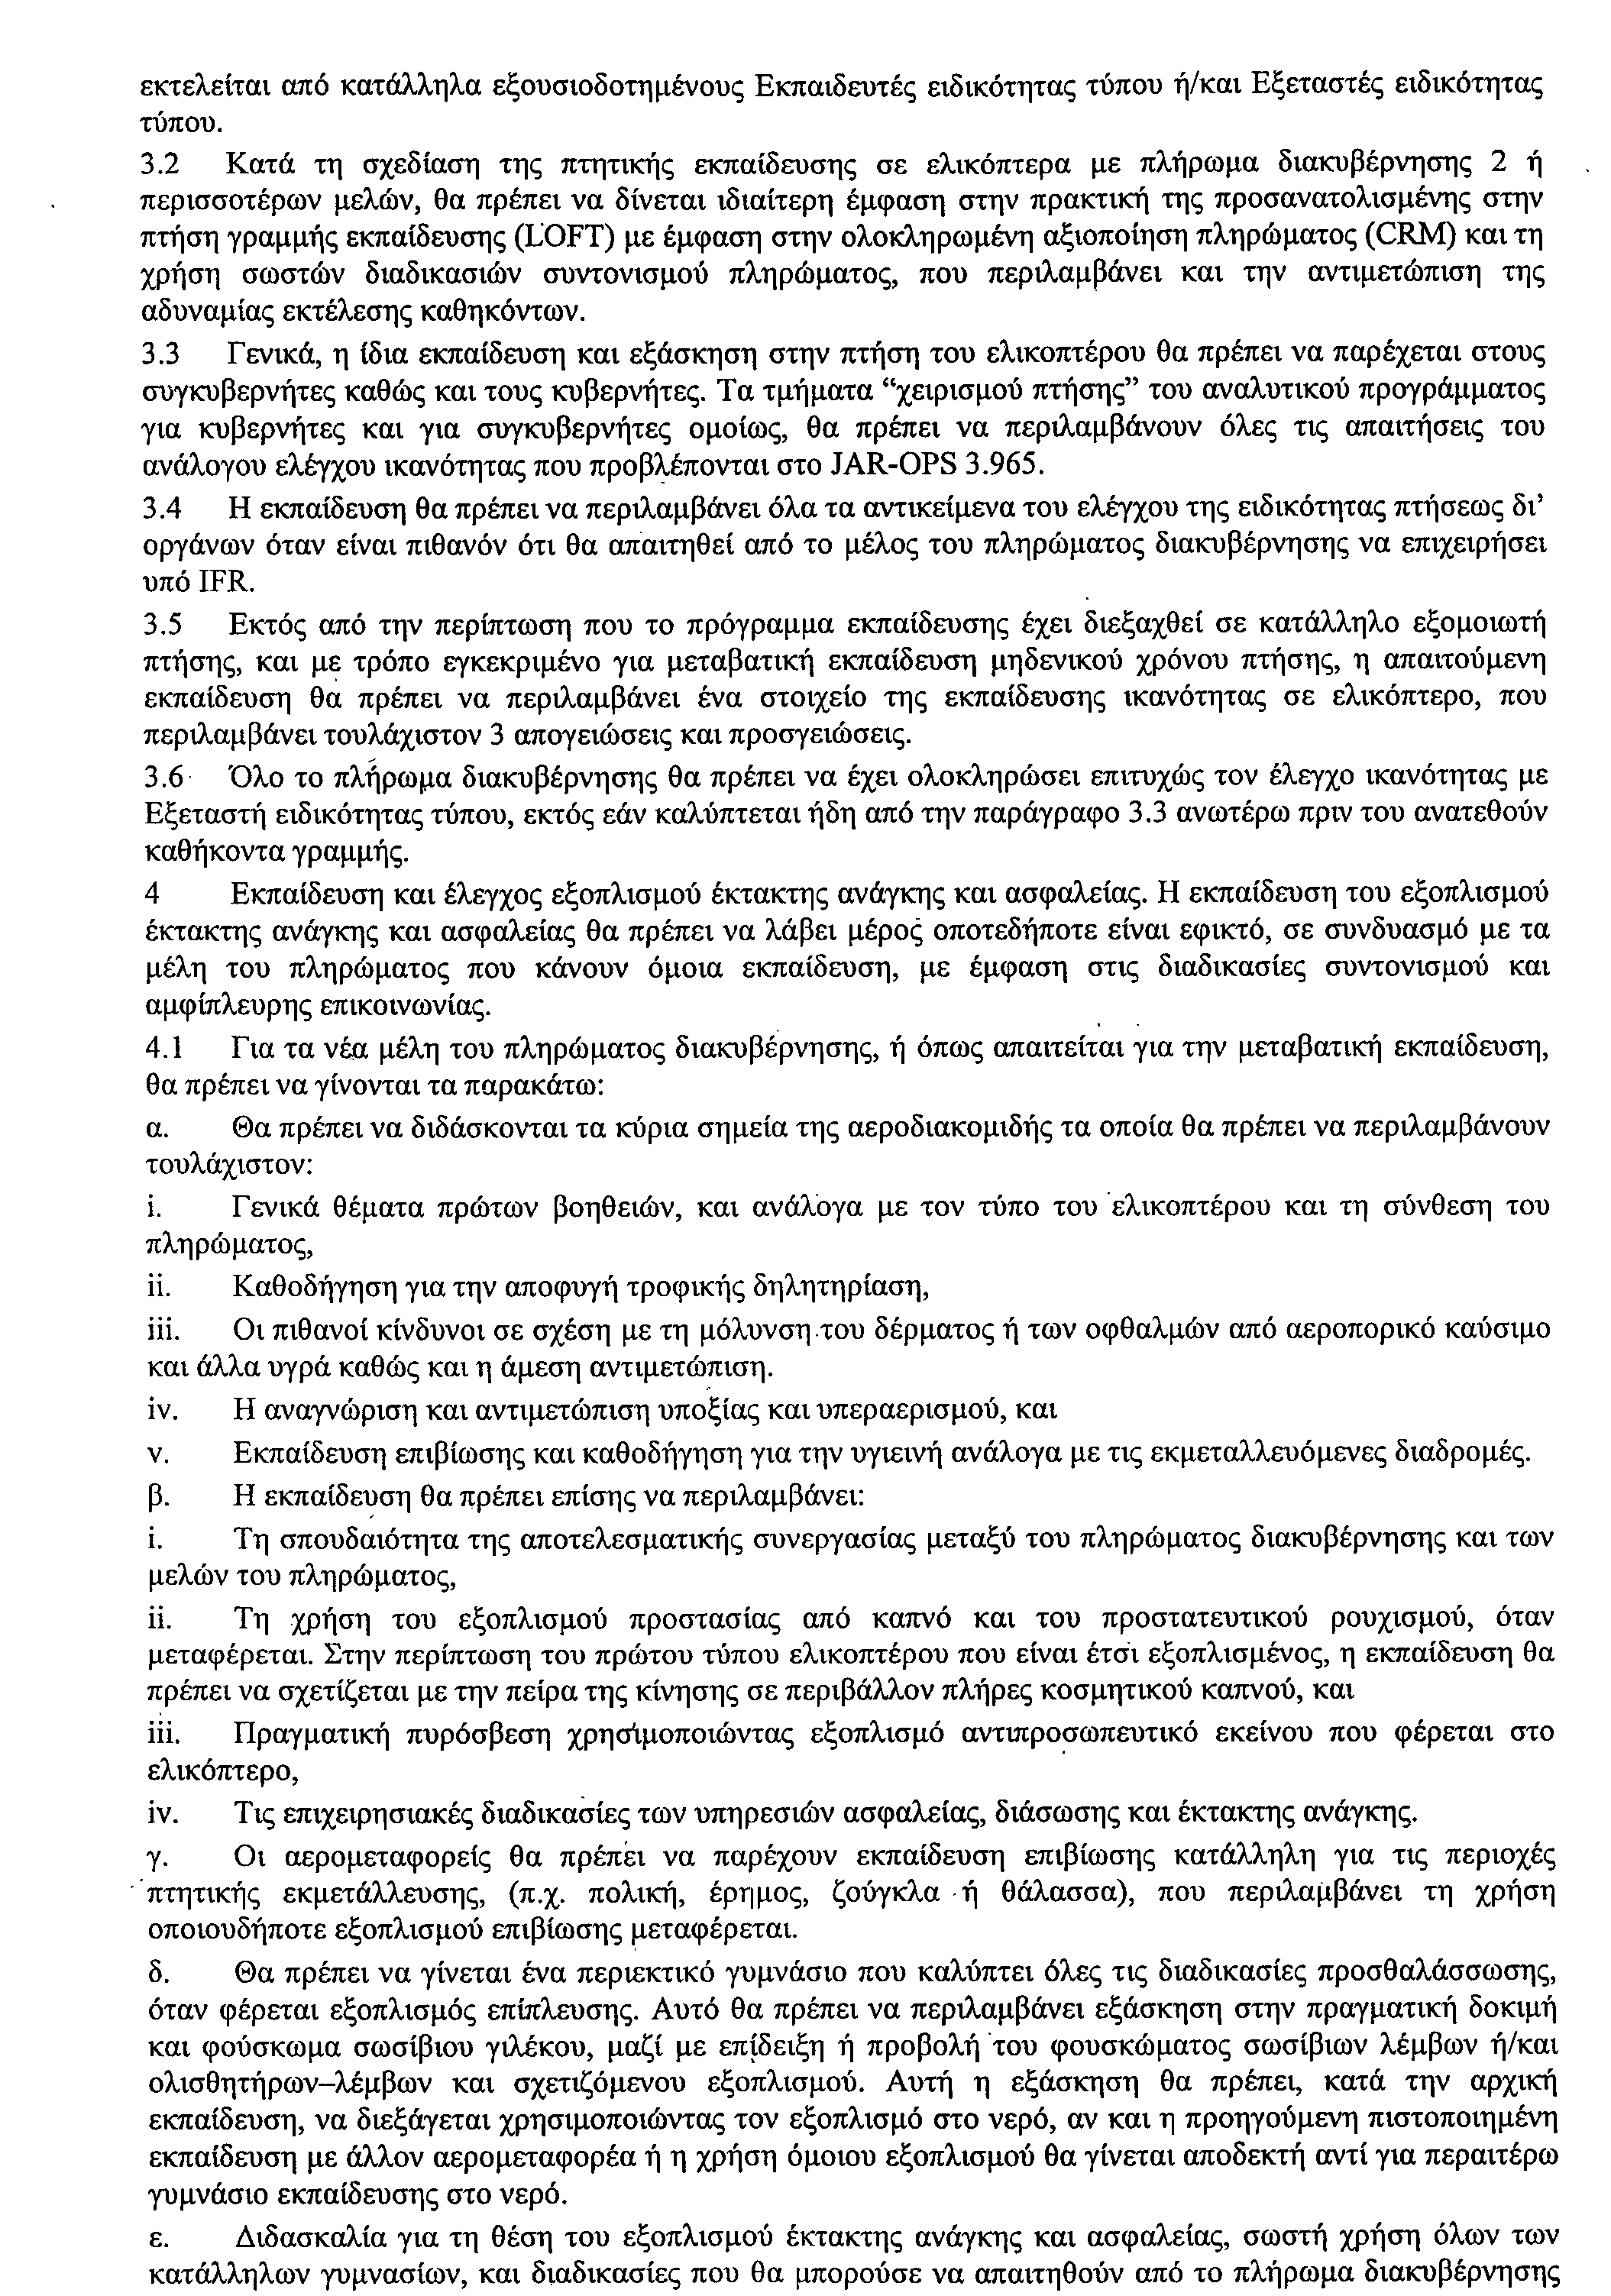 εκτελείται από κατάλληλα εξουσιοδοτημένους Εκπαιδευτές ειδικότητας τύπου ή/και Εξεταστές ειδικότητας
τύπου.
3.2 Κατά τη σχεδίαση της πτητικής εκπαίδευσης σε ελικόπτερα με πλήρωμα διακυβέρνησης 2 ή
περισσοτέρων μελών, θα πρέπει να δίνεται ιδιαίτερη έμφαση στην πρακτική της προσανατολισμένης στην
πτήση γραμμής εκπαίδευσης (LOFT) με έμφαση στην ολοκληρωμένη αξιοποίηση πληρώματος (CRM) και τη
χρήση σωστών διαδικασιών συντονισμού πληρώματος, που περιλαμβάνει και την αντιμετώπιση της
αδυναμίας εκτέλεσης καθηκόντων.
3.3 Γενικά, η ίδια εκπαίδευση και εξάσκηση στην πτήση του ελικοπτέρου θα πρέπει να παρέχεται στους
συγκυβερνήτες καθώς και τους κυβερνήτες. Τα τμήματα “χειρισμού πτήσης” του αναλυτικού προγράμματος
για κυβερνήτες και για συγκυβερνήτες ομοίως, θα πρέπει να περιλαμβάνουν όλες τις απαιτήσεις του
ανάλογου ελέγχου ικανότητας που προβλέπονται στο JAR-OPS 3.965.
3.4 Η εκπαίδευση θα πρέπει να περιλαμβάνει όλα τα αντικείμενα του ελέγχου της ειδικότητας πτήσεως δι’
οργάνων όταν είναι πιθανόν ότι θα απαιτηθεί από το μέλος του πληρώματος διακυβέρνησης να επιχειρήσει
υπό IFR.
3.5 Εκτός από την περίπτωση που το πρόγραμμα εκπαίδευσης έχει διεξαχθεί σε κατάλληλο εξομοιωτή
πτήσης, και με τρόπο εγκεκριμένο για μεταβατική εκπαίδευση μηδενικού χρόνου πτήσης, η απαιτούμενη
εκπαίδευση θα πρέπει να περιλαμβάνει ένα στοιχείο της εκπαίδευσης ικανότητας σε ελικόπτερο, που
περιλαμβάνει τουλάχιστον 3 απογειώσεις και προσγειώσεις.
3.6 Όλο το πλήρωμα διακυβέρνησης θα πρέπει να έχει ολοκληρώσει επιτυχώς τον έλεγχο ικανότητας με
Εξεταστή ειδικότητας τύπου, εκτός εάν καλύπτεται ήδη από την παράγραφο 3.3 ανωτέρω πριν του ανατεθούν
καθήκοντα γραμμής.
4 Εκπαίδευση και έλεγχος εξοπλισμού έκτακτης ανάγκης και ασφαλείας. Η εκπαίδευση του εξοπλισμού
έκτακτης ανάγκης και ασφαλείας θα πρέπει να λάβει μέρος οποτεδήποτε είναι εφικτό, σε συνδυασμό με τα
μέλη του πληρώματος που κάνουν όμοια εκπαίδευση, με έμφαση στις διαδικασίες συντονισμού και
αμφίπλευρης επικοινωνίας.
4.1 Για τα νέα μέλη του πληρώματος διακυβέρνησης, ή όπως απαιτείται για την μεταβατική εκπαίδευση,
θα πρέπει να γίνονται τα παρακάτω:
α. Θα πρέπει να διδάσκονται τα κύρια σημεία της αεροδιακομιδής τα οποία θα πρέπει να περιλαμβάνουν
τουλάχιστον:
i. Γενικά θέματα πρώτων βοηθειών, και ανάλογα με τον τύπο του ελικοπτέρου και τη σύνθεση του
πληρώματος,
ii. Καθοδήγηση για την αποφυγή τροφικής δηλητηρίαση,
iii. Οι πιθανοί κίνδυνοι σε σχέση με τη μόλυνση του δέρματος ή των οφθαλμών από αεροπορικό καύσιμο
και άλλα υγρά καθώς και η άμεση αντιμετώπιση.
iv. Η αναγνώριση και αντιμετώπιση υποξίας και υπεραερισμού, και
v. Εκπαίδευση επιβίωσης και καθοδήγηση για την υγιεινή ανάλογα με τις εκμεταλλευόμενες διαδρομές.
β. Η εκπαίδευση θα πρέπει επίσης να περιλαμβάνει:
i. Τη σπουδαιότητα της αποτελεσματικής συνεργασίας μεταξύ του πληρώματος διακυβέρνησης και των
μελών του πληρώματος,
ii. Τη χρήση του εξοπλισμού προστασίας από καπνό και του προστατευτικού ρουχισμού, όταν
μεταφέρεται. Στην περίπτωση του πρώτου τύπου ελικοπτέρου που είναι έτσι εξοπλισμένος, η εκπαίδευση θα
πρέπει να σχετίζεται με την πείρα της κίνησης σε περιβάλλον πλήρες κοσμητικού καπνού, και
iii. Πραγματική πυρόσβεση χρησιμοποιώντας εξοπλισμό αντιπροσωπευτικό εκείνου που φέρεται στο
ελικόπτερο,
iv. Τις επιχειρησιακές διαδικασίες των υπηρεσιών ασφαλείας, διάσωσης και έκτακτης ανάγκης.
γ. Οι αερομεταφορείς θα πρέπει να παρέχουν εκπαίδευση επιβίωσης κατάλληλη για τις περιοχές
πτητικής εκμετάλλευσης, (π.χ. πολική, έρημος, ζούγκλα ή θάλασσα), που περιλαμβάνει τη χρήση
οποιουδήποτε εξοπλισμού επιβίωσης μεταφέρεται.
δ. Θα πρέπει να γίνεται ένα περιεκτικό γυμνάσιο που καλύπτει όλες τις διαδικασίες προσθαλάσσωσης,
όταν φέρεται εξοπλισμός επίπλευσης. Αυτό θα πρέπει να περιλαμβάνει εξάσκηση στην πραγματική δοκιμή
και φούσκωμα σωσίβιου γιλέκου, μαζί με επίδειξη ή προβολή του φουσκώματος σωσίβιων λέμβων ή/και
ολισθητήρων–λέμβων και σχετιζόμενου εξοπλισμού. Αυτή η εξάσκηση θα πρέπει, κατά την αρχική
εκπαίδευση, να διεξάγεται χρησιμοποιώντας τον εξοπλισμό στο νερό, αν και η προηγούμενη πιστοποιημένη
εκπαίδευση με άλλον αερομεταφορέα ή η χρήση όμοιου εξοπλισμού θα γίνεται αποδεκτή αντί για περαιτέρω
γυμνάσιο εκπαίδευσης στο νερό.
ε. Διδασκαλία για τη θέση του εξοπλισμού έκτακτης ανάγκης και ασφαλείας, σωστή χρήση όλων των
κατάλληλων γυμνασίων, και διαδικασίες που θα μπορούσε να απαιτηθούν από το πλήρωμα διακυβέρνησης